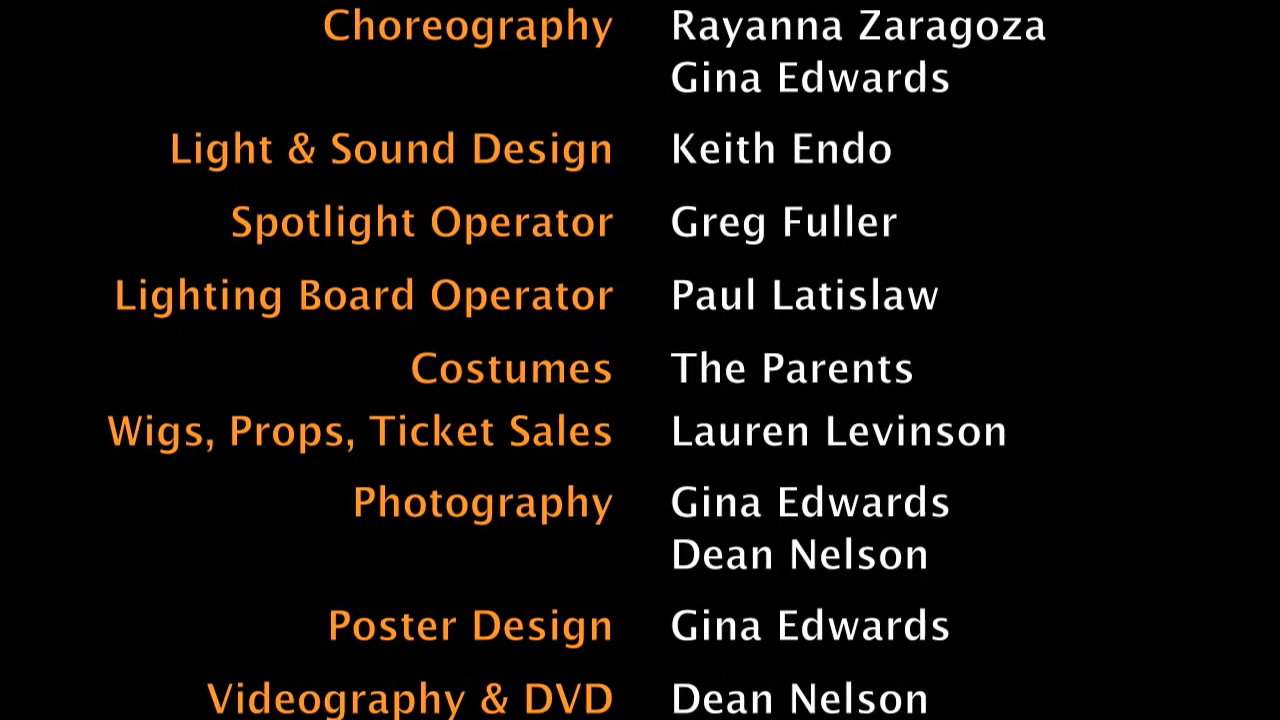 Choreography Rayanna Zaragoza
Gina Edwards
Light & Sound Design Keith Endo
Spotlight Operator Greg Fuller
Lighting Board Operator Paul Latislaw
Costumes The Parents
Wigs, Props, Ticket Sales Lauren Levinson
Photography Gina Edwards
Dean Nelson
Poster Design Gina Edwards
Videography & DVD Dean Nelson